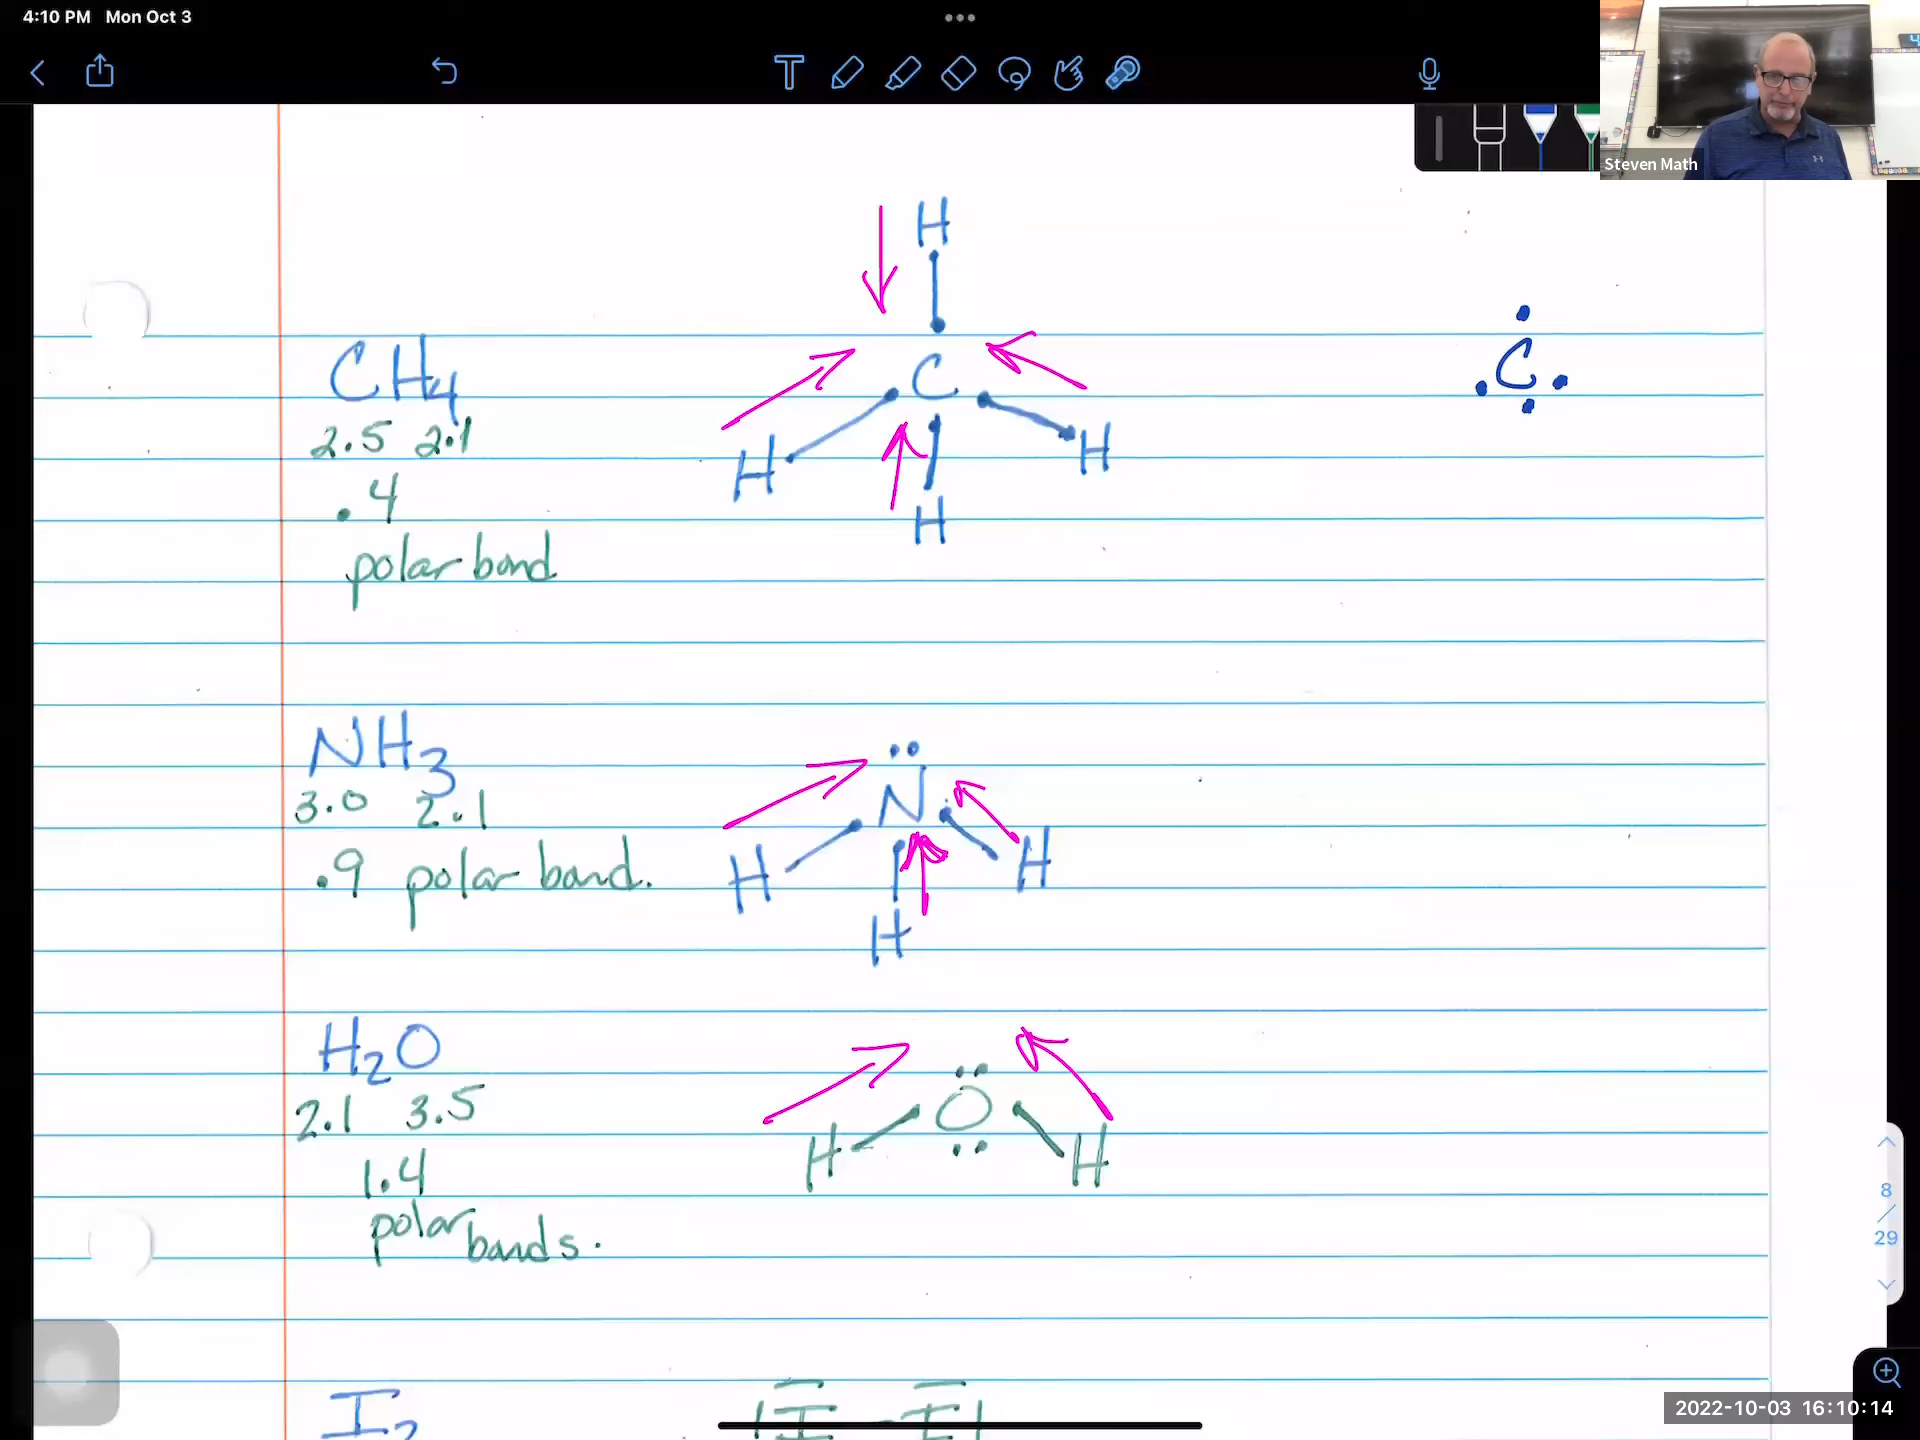 4:10 PM Mon Oct 3
Steven Math
H
C
H
H
H
C
CH4
2.5 2.1
.4
polar bond
NH3
3.0 2.1
.9 polar bond.
N
H
H
H
H2O
2.1 3.5
1.4
polar bonds.
O
H
H
8
/
29
I2
I - I
2022-10-03 16:10:14